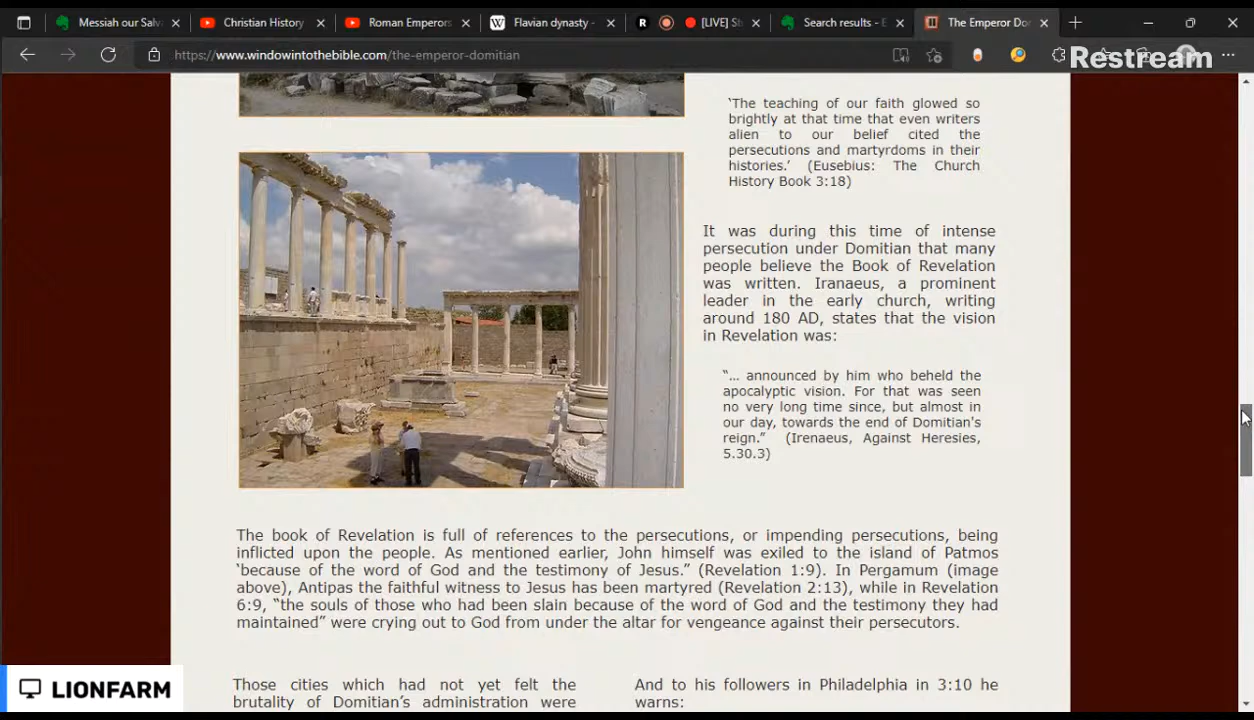 Messiah our Salv
Christian History
Roman Emperors
Flavian dynasty -
[LIVE] St
Search results - E
The Emperor Dor
https://www.windowintothebible.com/the-emperor-domitian
Restream
‘The teaching of our faith glowed so
brightly at that time that even writers
alien to our belief cited the
persecutions and martyrdoms in their
histories.’ (Eusebius: The Church
History Book 3:18)
It was during this time of intense
persecution under Domitian that many
people believe the Book of Revelation
was written. Iranaeus, a prominent
leader in the early church, writing
around 180 AD, states that the vision
in Revelation was:
“… announced by him who beheld the
apocalyptic vision. For that was seen
no very long time since, but almost in
our day, towards the end of Domitian's
reign.” (Irenaeus, Against Heresies,
5.30.3)
The book of Revelation is full of references to the persecutions, or impending persecutions, being
inflicted upon the people. As mentioned earlier, John himself was exiled to the island of Patmos
‘because of the word of God and the testimony of Jesus.” (Revelation 1:9). In Pergamum (image
above), Antipas the faithful witness to Jesus has been martyred (Revelation 2:13), while in Revelation
6:9, “the souls of those who had been slain because of the word of God and the testimony they had
maintained” were crying out to God from under the altar for vengeance against their persecutors.
Those cities which had not yet felt the
brutality of Domitian’s administration were
And to his followers in Philadelphia in 3:10 he
warns:
LIONFARM